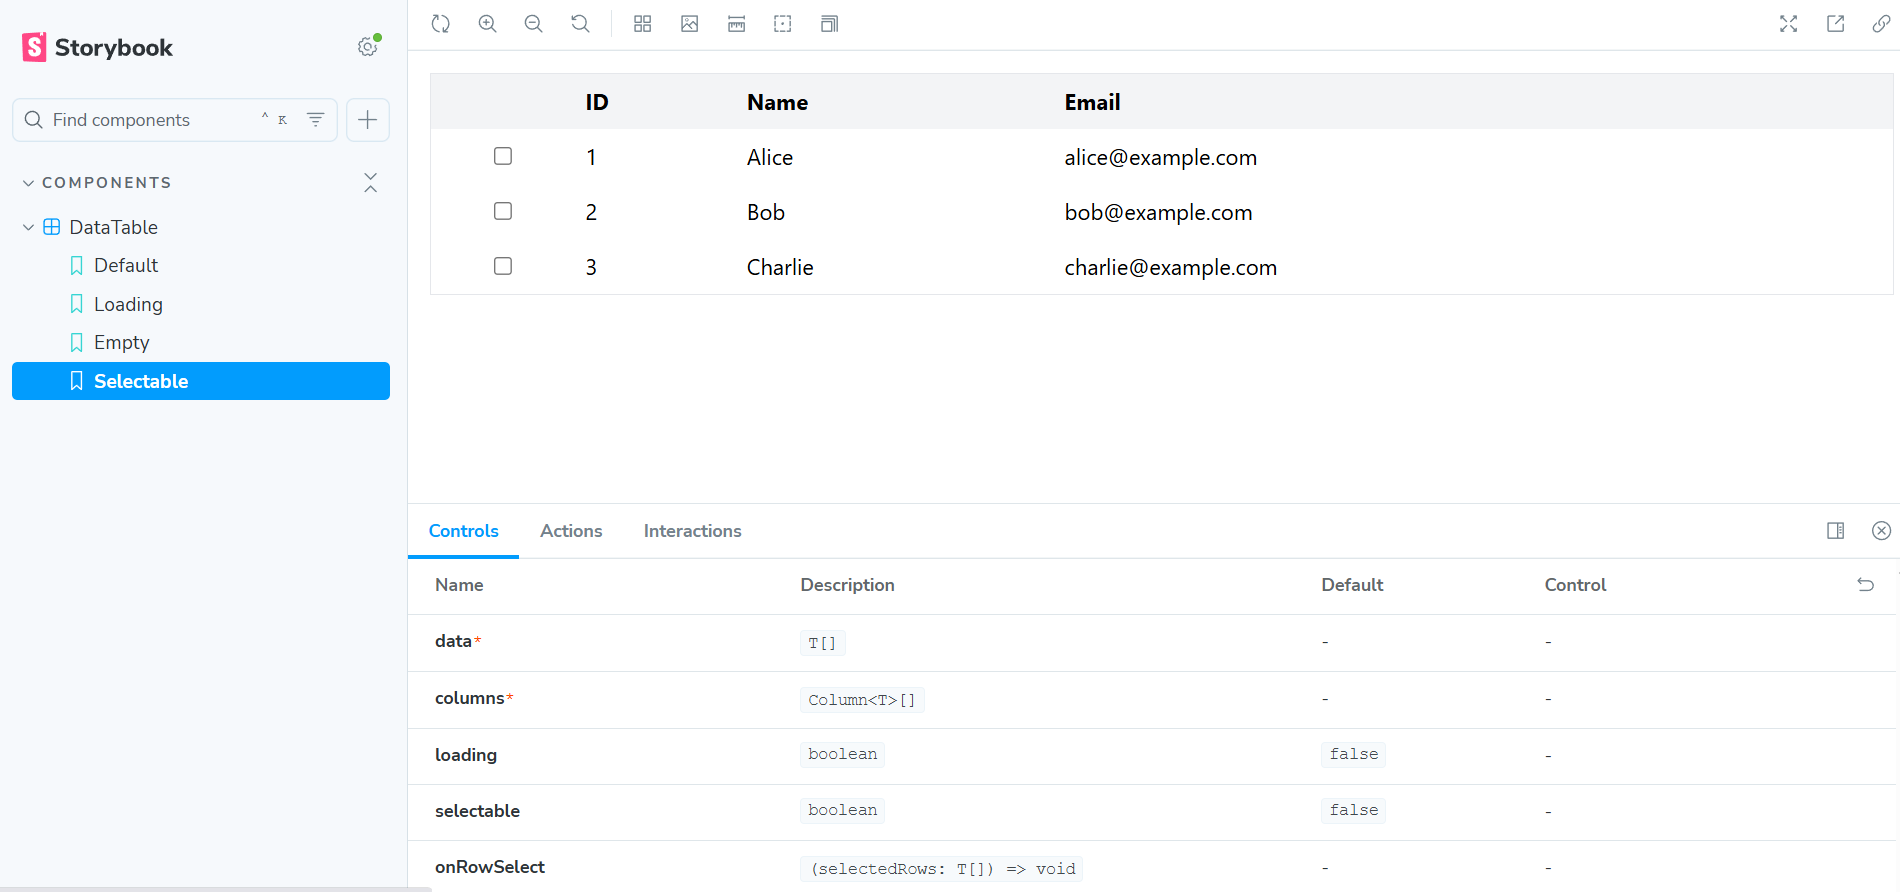 Storybook
Find components ^ K
COMPONENTS
DataTable
Default
Loading
Empty
Selectable
ID Name Email
1 Alice alice@example.com
2 Bob bob@example.com
3 Charlie charlie@example.com
Controls Actions Interactions
Name Description Default Control
data* T[] - -
columns* Column<T>[] - -
loading boolean false -
selectable boolean false -
onRowSelect (selectedRows: T[]) => void - -